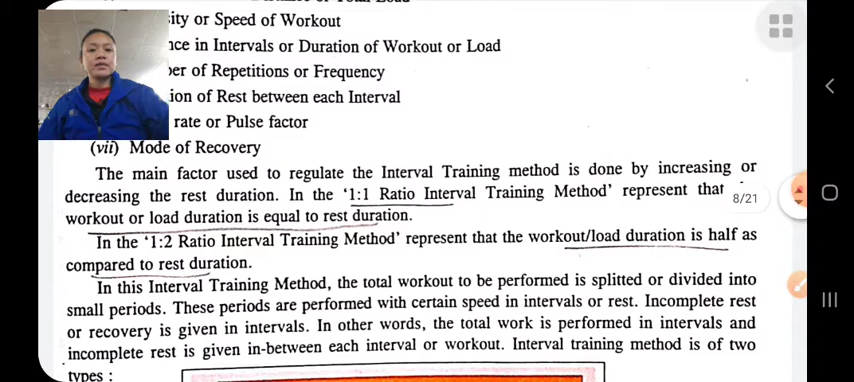 ity or Speed of Workout
nce in Intervals or Duration of Workout or Load
er of Repetitions or Frequency
ion of Rest between each Interval
rate or Pulse factor
(vii) Mode of Recovery
The main factor used to regulate the Interval Training method is done by increasing or
decreasing the rest duration. In the '1:1 Ratio Interval Training Method' represent that
workout or load duration is equal to rest duration.
8/21
In the '1:2 Ratio Interval Training Method' represent that the workout/load duration is half as
compared to rest duration.
In this Interval Training Method, the total workout to be performed is splitted or divided into
small periods. These periods are performed with certain speed in intervals or rest. Incomplete rest
or recovery is given in intervals. In other words, the total work is performed in intervals and
incomplete rest is given in-between each interval or workout. Interval training method is of two
types :